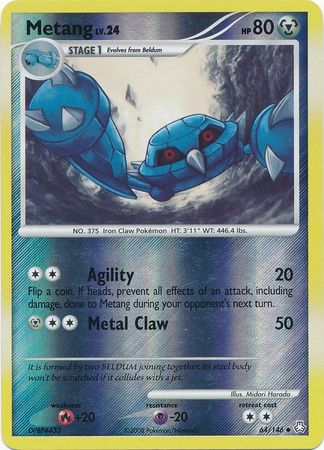 Metang LV.24 HP 80
STAGE 1 Evolves from Beldum
NO. 375 Iron Claw Pokémon HT: 3'11" WT: 446.4 lbs.
Agility 20
Flip a coin. If heads, prevent all effects of an attack, including
damage, done to Metang during your opponent's next turn.
Metal Claw 50
It is formed by two BELDUM joining together. Its steel body
won't be scratched if it collides with a jet.
Illus. Midori Harada
weakness resistance retreat cost
+20 -20
©2008 Pokémon/Nintendo 64/146